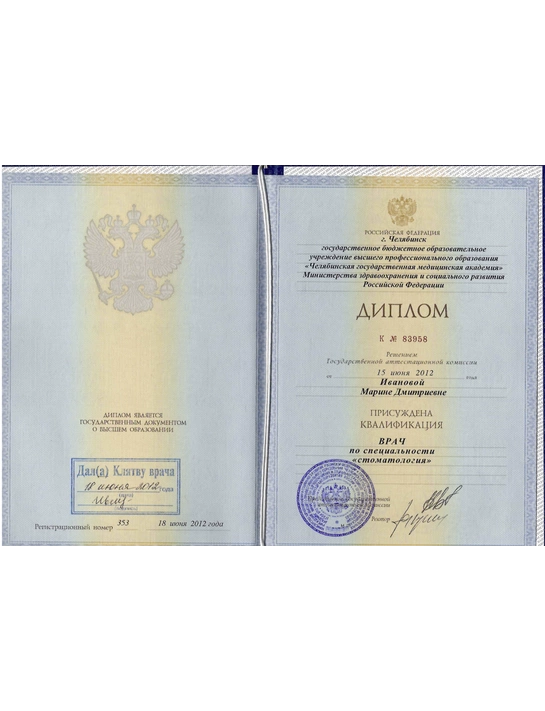 ДИПЛОМ ЯВЛЯЕТСЯ
ГОСУДАРСТВЕННЫМ ДОКУМЕНТОМ
О ВЫСШЕМ ОБРАЗОВАНИИ
Дал(а) Клятву врача
18 июня 2012 года
Регистрационный номер 353 18 июня 2012 года
РОССИЙСКАЯ ФЕДЕРАЦИЯ
г. Челябинск
государственное бюджетное образовательное
учреждение высшего профессионального образования
«Челябинская государственная медицинская академия»
Министерства здравоохранения и социального развития
Российской Федерации
ДИПЛОМ
К № 83958
Решением
Государственной аттестационной комиссии
от 15 июня 2012 года
Ивановой
Марине Дмитриевне
ПРИСУЖДЕНА
КВАЛИФИКАЦИЯ
ВРАЧ
по специальности
«стоматология»
Ректор